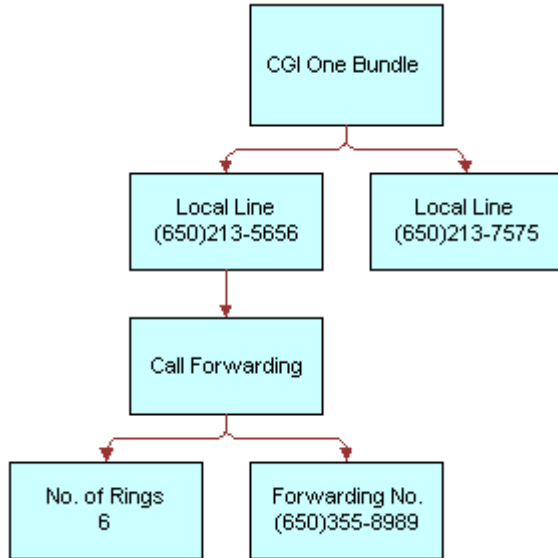 CGI One Bundle
Local Line
(650)213-5656
Local Line
(650)213-7575
Call Forwarding
No. of Rings
6
Forwarding No.
(650)355-8989